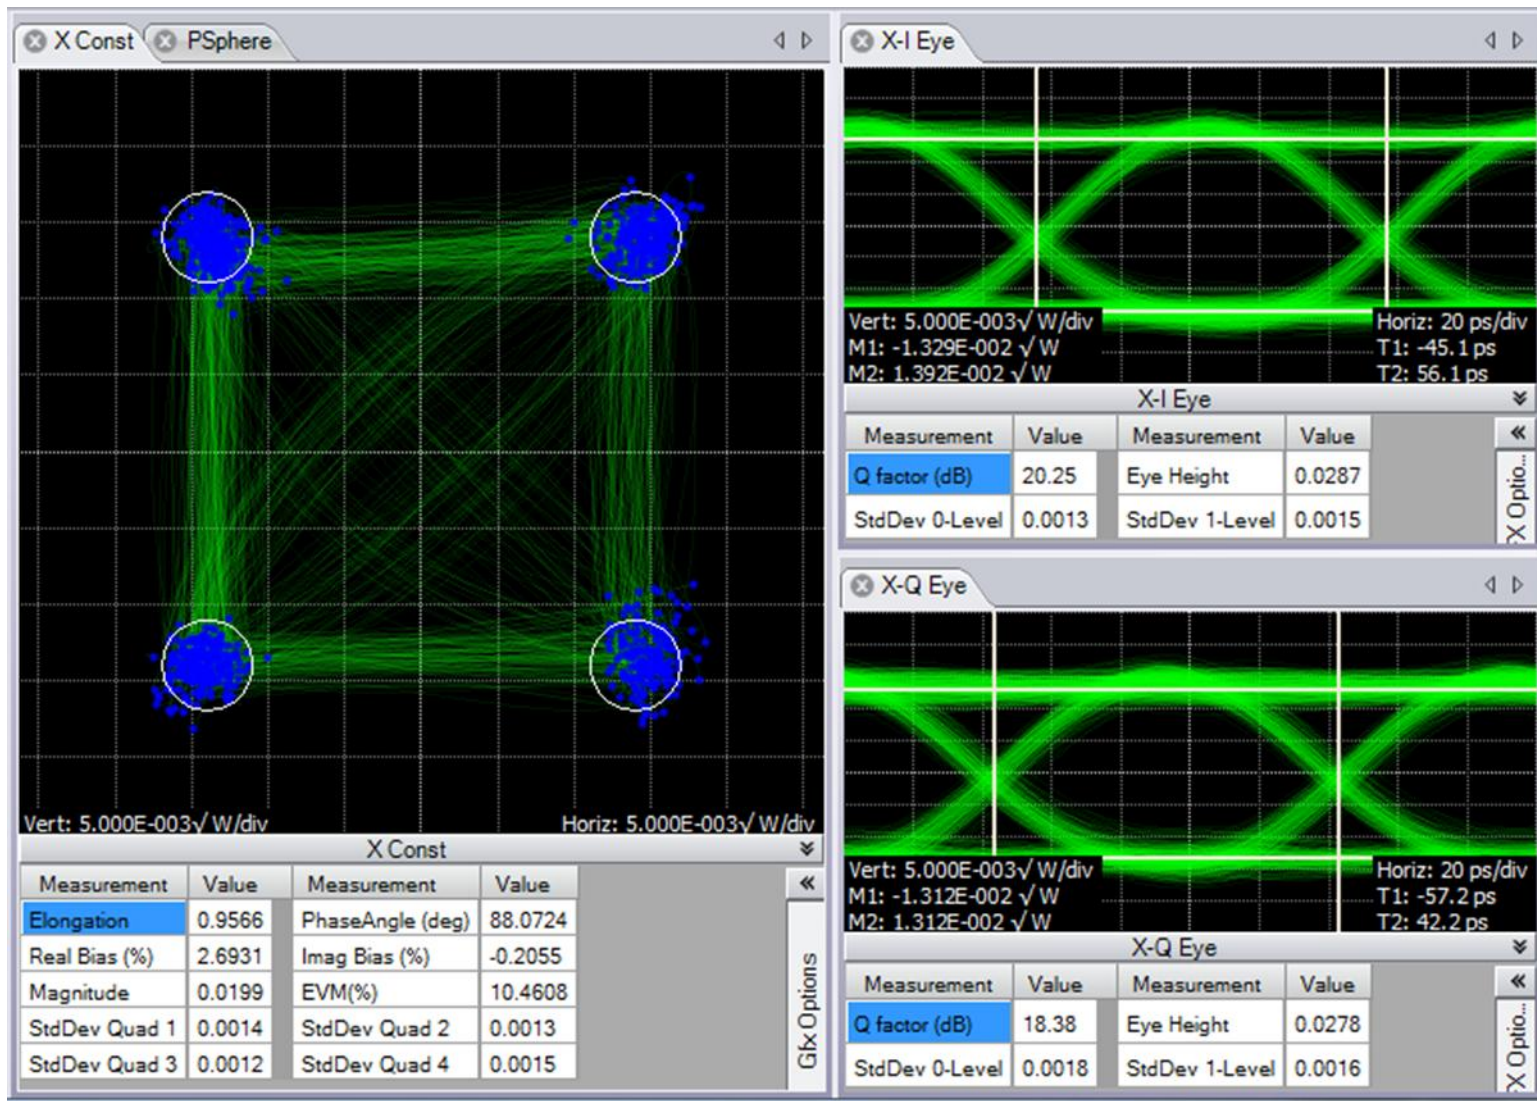 X Const PSphere
Vert: 5.000E-003√ W/div Horiz: 5.000E-003√ W/div
X Const
Measurement Value Measurement Value
Elongation 0.9566 PhaseAngle (deg) 88.0724
Real Bias (%) 2.6931 Imag Bias (%) -0.2055
Magnitude 0.0199 EVM(%) 10.4608
StdDev Quad 1 0.0014 StdDev Quad 2 0.0013
StdDev Quad 3 0.0012 StdDev Quad 4 0.0015
Gfx Options
X-I Eye
Vert: 5.000E-003√ W/div Horiz: 20 ps/div
M1: -1.329E-002 √ W T1: -45.1 ps
M2: 1.392E-002 √ W T2: 56.1 ps
X-I Eye
Measurement Value Measurement Value
Q factor (dB) 20.25 Eye Height 0.0287
StdDev 0-Level 0.0013 StdDev 1-Level 0.0015
X Optio...
X-Q Eye
Vert: 5.000E-003√ W/div Horiz: 20 ps/div
M1: -1.312E-002 √ W T1: -57.2 ps
M2: 1.312E-002 √ W T2: 42.2 ps
X-Q Eye
Measurement Value Measurement Value
Q factor (dB) 18.38 Eye Height 0.0278
StdDev 0-Level 0.0018 StdDev 1-Level 0.0016
X Optio...